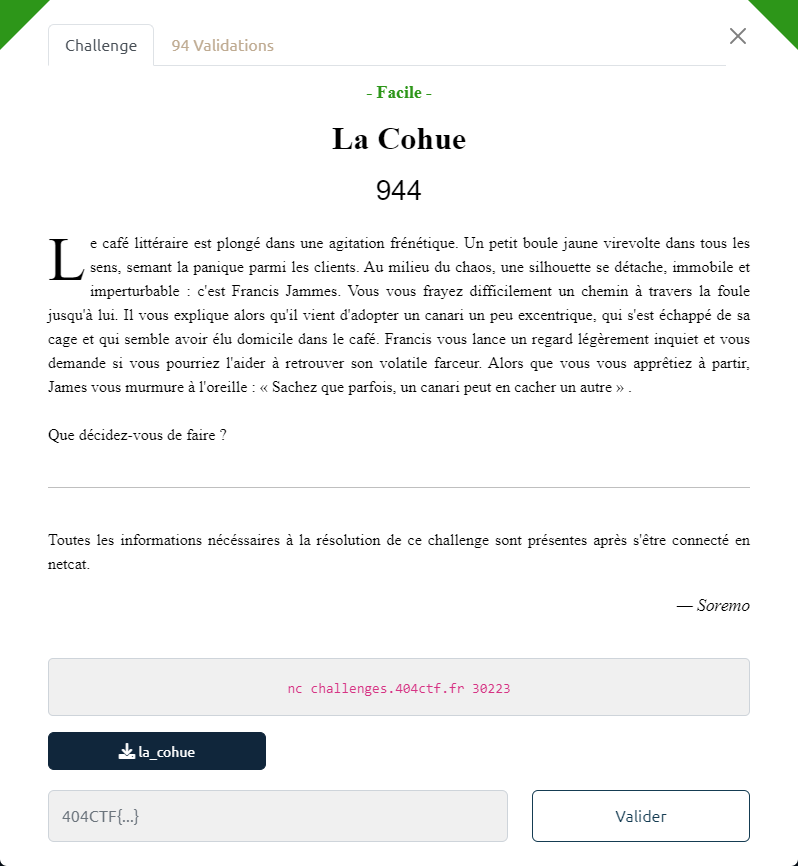 Challenge
94 Validations
- Facile -
La Cohue
944
Le café littéraire est plongé dans une agitation frénétique. Un petit boule jaune virevolte dans tous les
sens, semant la panique parmi les clients. Au milieu du chaos, une silhouette se détache, immobile et
imperturbable : c'est Francis Jammes. Vous vous frayez difficilement un chemin à travers la foule
jusqu'à lui. Il vous explique alors qu'il vient d'adopter un canari un peu excentrique, qui s'est échappé de sa
cage et qui semble avoir élu domicile dans le café. Francis vous lance un regard légèrement inquiet et vous
demande si vous pourriez l'aider à retrouver son volatile farceur. Alors que vous vous apprêtiez à partir,
James vous murmure à l'oreille : « Sachez que parfois, un canari peut en cacher un autre » .
Que décidez-vous de faire ?
Toutes les informations nécéssaires à la résolution de ce challenge sont présentes après s'être connecté en
netcat.
— Soremo
nc challenges.404ctf.fr 30223
la_cohue
404CTF{...}
Valider